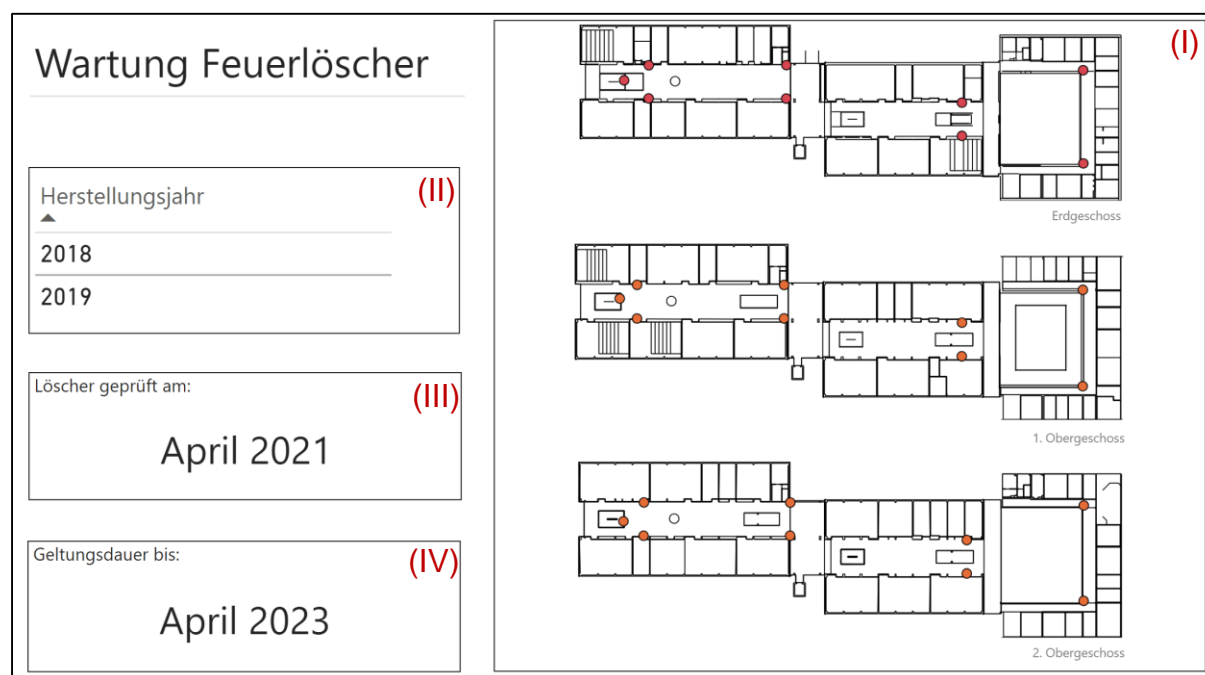 Wartung Feuerlöscher
(I)
(II)
Herstellungsjahr
2018
2019
(III)
Löscher geprüft am:
April 2021
(IV)
Geltungsdauer bis:
April 2023
Erdgeschoss
1. Obergeschoss
2. Obergeschoss